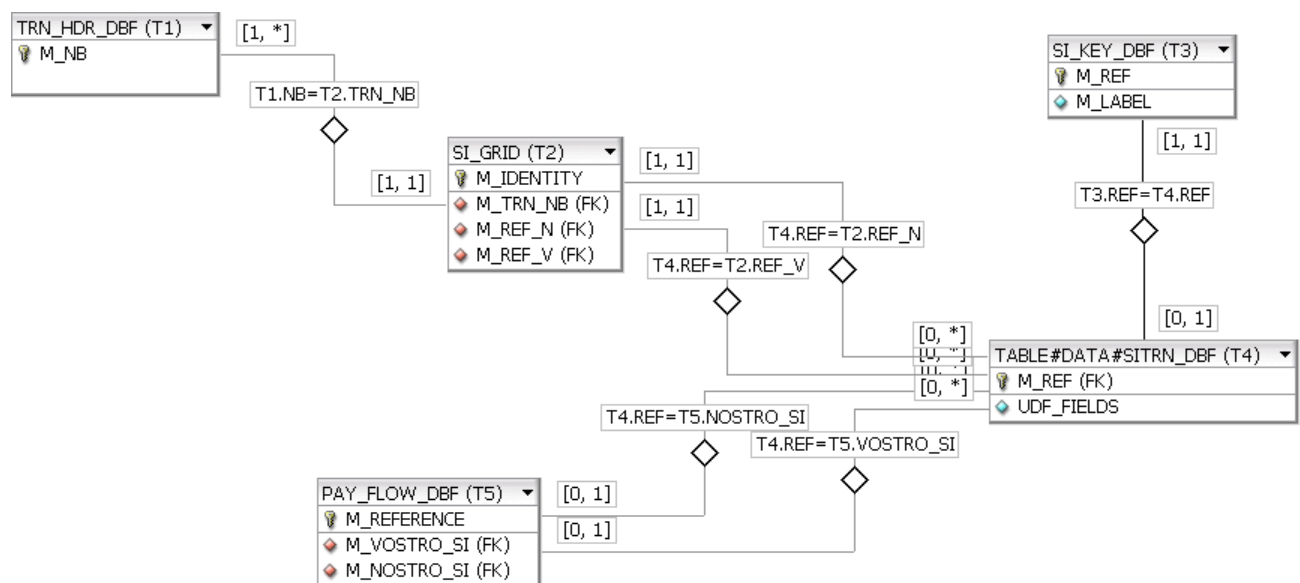 TRN_HDR_DBF (T1)
M_NB
[1, *]
T1.NB=T2.TRN_NB
[1, 1]
SI_KEY_DBF (T3)
M_REF
M_LABEL
[1, 1]
T3.REF=T4.REF
[0, 1]
SI_GRID (T2)
M_IDENTITY
M_TRN_NB (FK)
M_REF_N (FK)
M_REF_V (FK)
[1, 1]
[1, 1]
T4.REF=T2.REF_N
T4.REF=T2.REF_V
[0, *]
[0, *]
[0, *]
TABLE#DATA#SITRN_DBF (T4)
M_REF (FK)
UDF_FIELDS
T4.REF=T5.NOSTRO_SI
T4.REF=T5.VOSTRO_SI
PAY_FLOW_DBF (T5)
M_REFERENCE
M_VOSTRO_SI (FK)
M_NOSTRO_SI (FK)
[0, 1]
[0, 1]